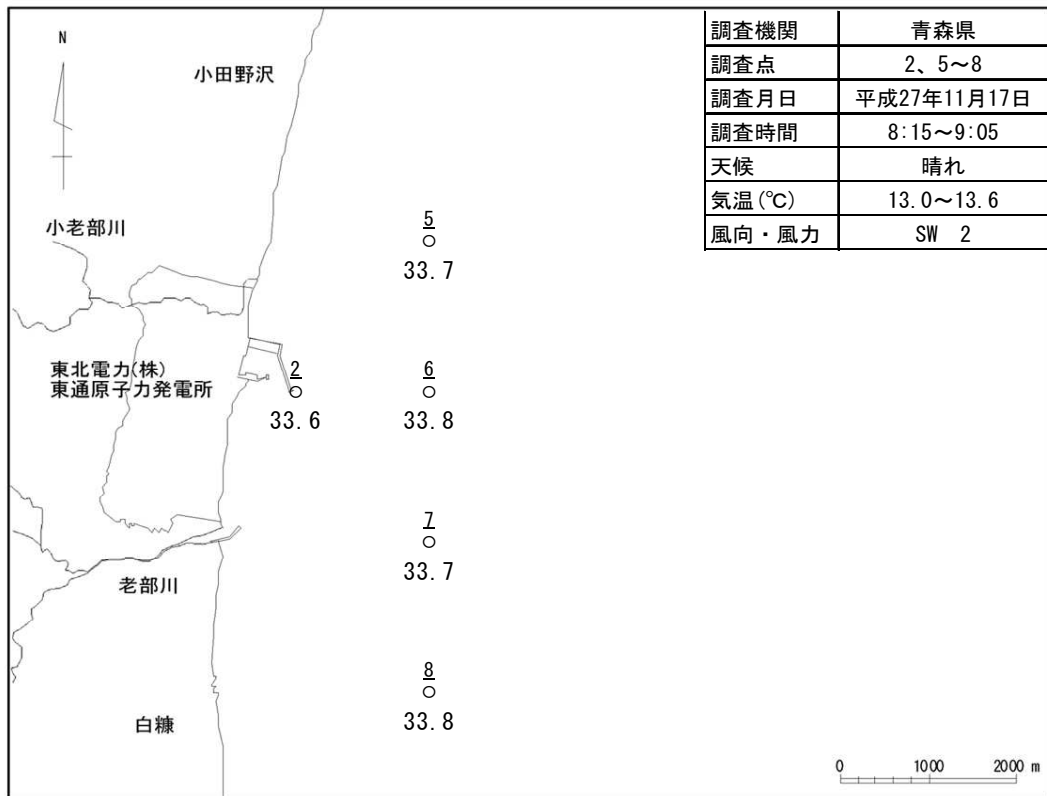 調査機関 青森県
調査点 2、5～8
調査月日 平成27年11月17日
調査時間 8:15～9:05
天候 晴れ
気温(℃) 13.0～13.6
風向・風力 SW 2
N
小田野沢
小老部川
5
33.7
東北電力(株)
東通原子力発電所
2
33.6
6
33.8
7
33.7
老部川
8
33.8
白糠
0 1000 2000 m